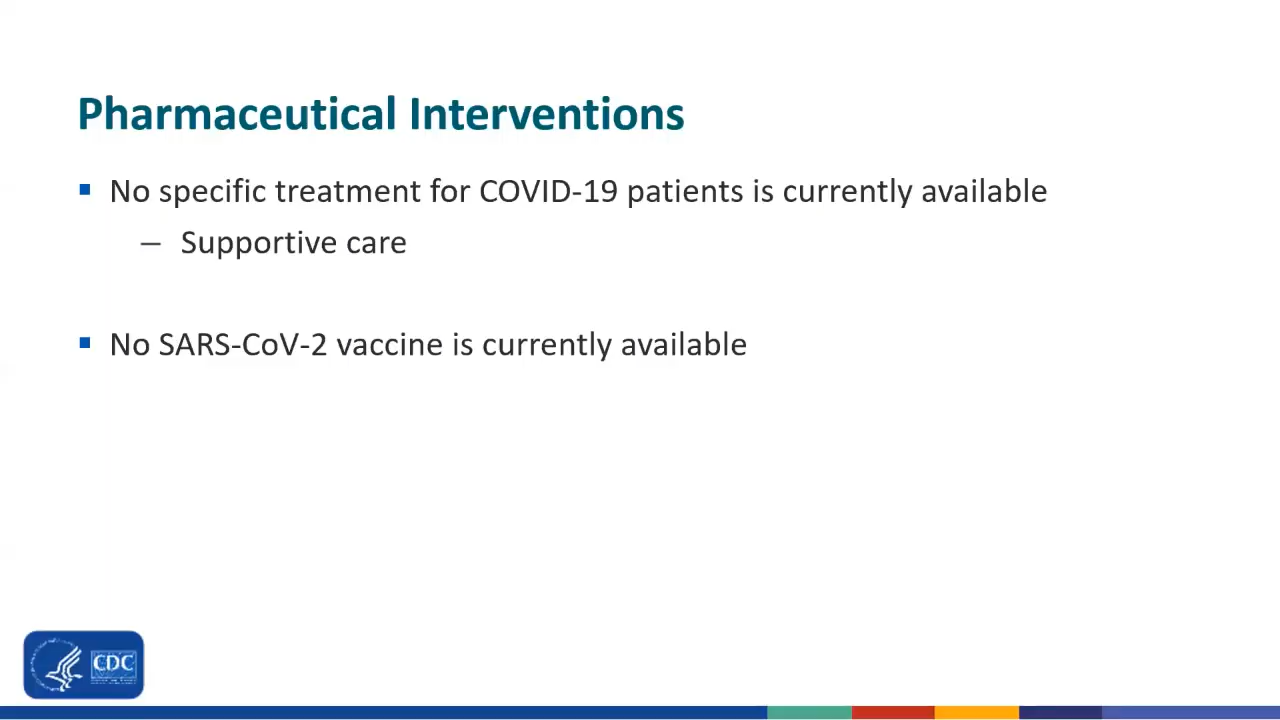 Pharmaceutical Interventions
▪ No specific treatment for COVID-19 patients is currently available
– Supportive care
▪ No SARS-CoV-2 vaccine is currently available
CDC